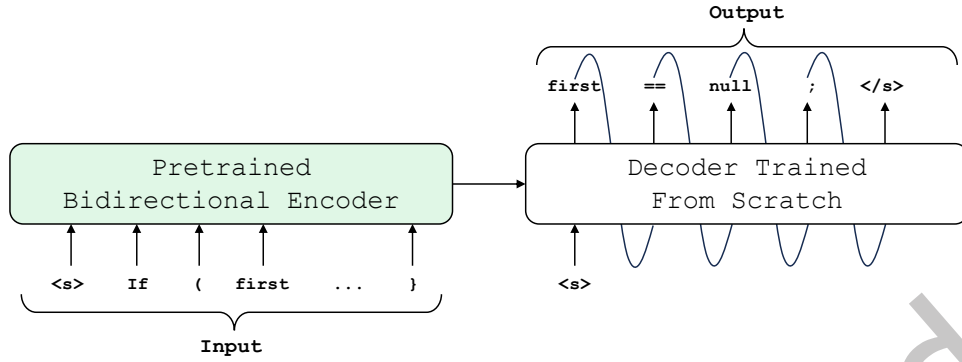 Output
first == null ; </s>
Pretrained
Bidirectional Encoder
Decoder Trained
From Scratch
<s> If ( first ... }
<s>
Input